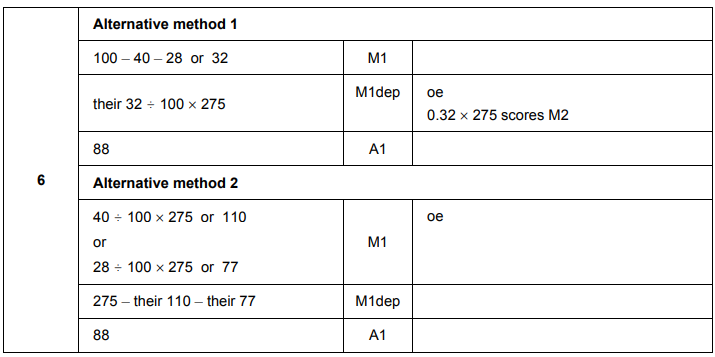 Alternative method 1
100 – 40 – 28 or 32
M1
their 32 ÷ 100 × 275
M1dep
oe
0.32 × 275 scores M2
88
A1
6
Alternative method 2
40 ÷ 100 × 275 or 110
or
28 ÷ 100 × 275 or 77
M1
oe
275 – their 110 – their 77
M1dep
88
A1